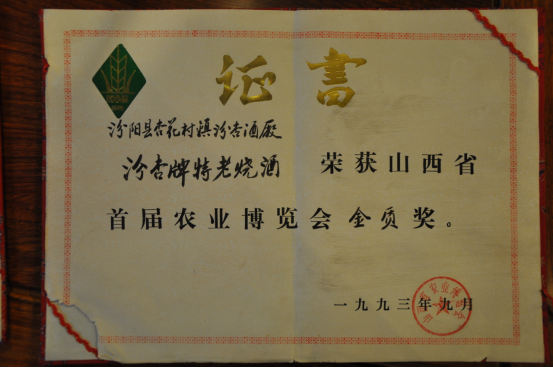 证书
汾阳县杏花村镇汾杏酒厰
汾杏牌特老烧酒 荣获山西省
首届农业博览会金质奖。
一九九三年九月